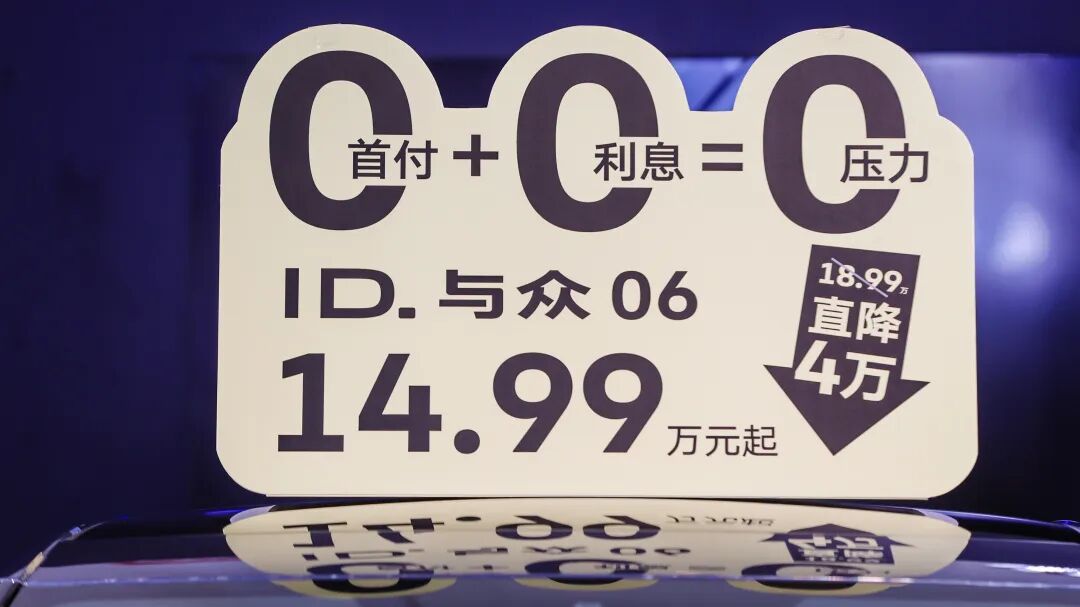 0首付+0利息=0压力
ID. 与众 06
14.99万元起
18.99万
直降
4万